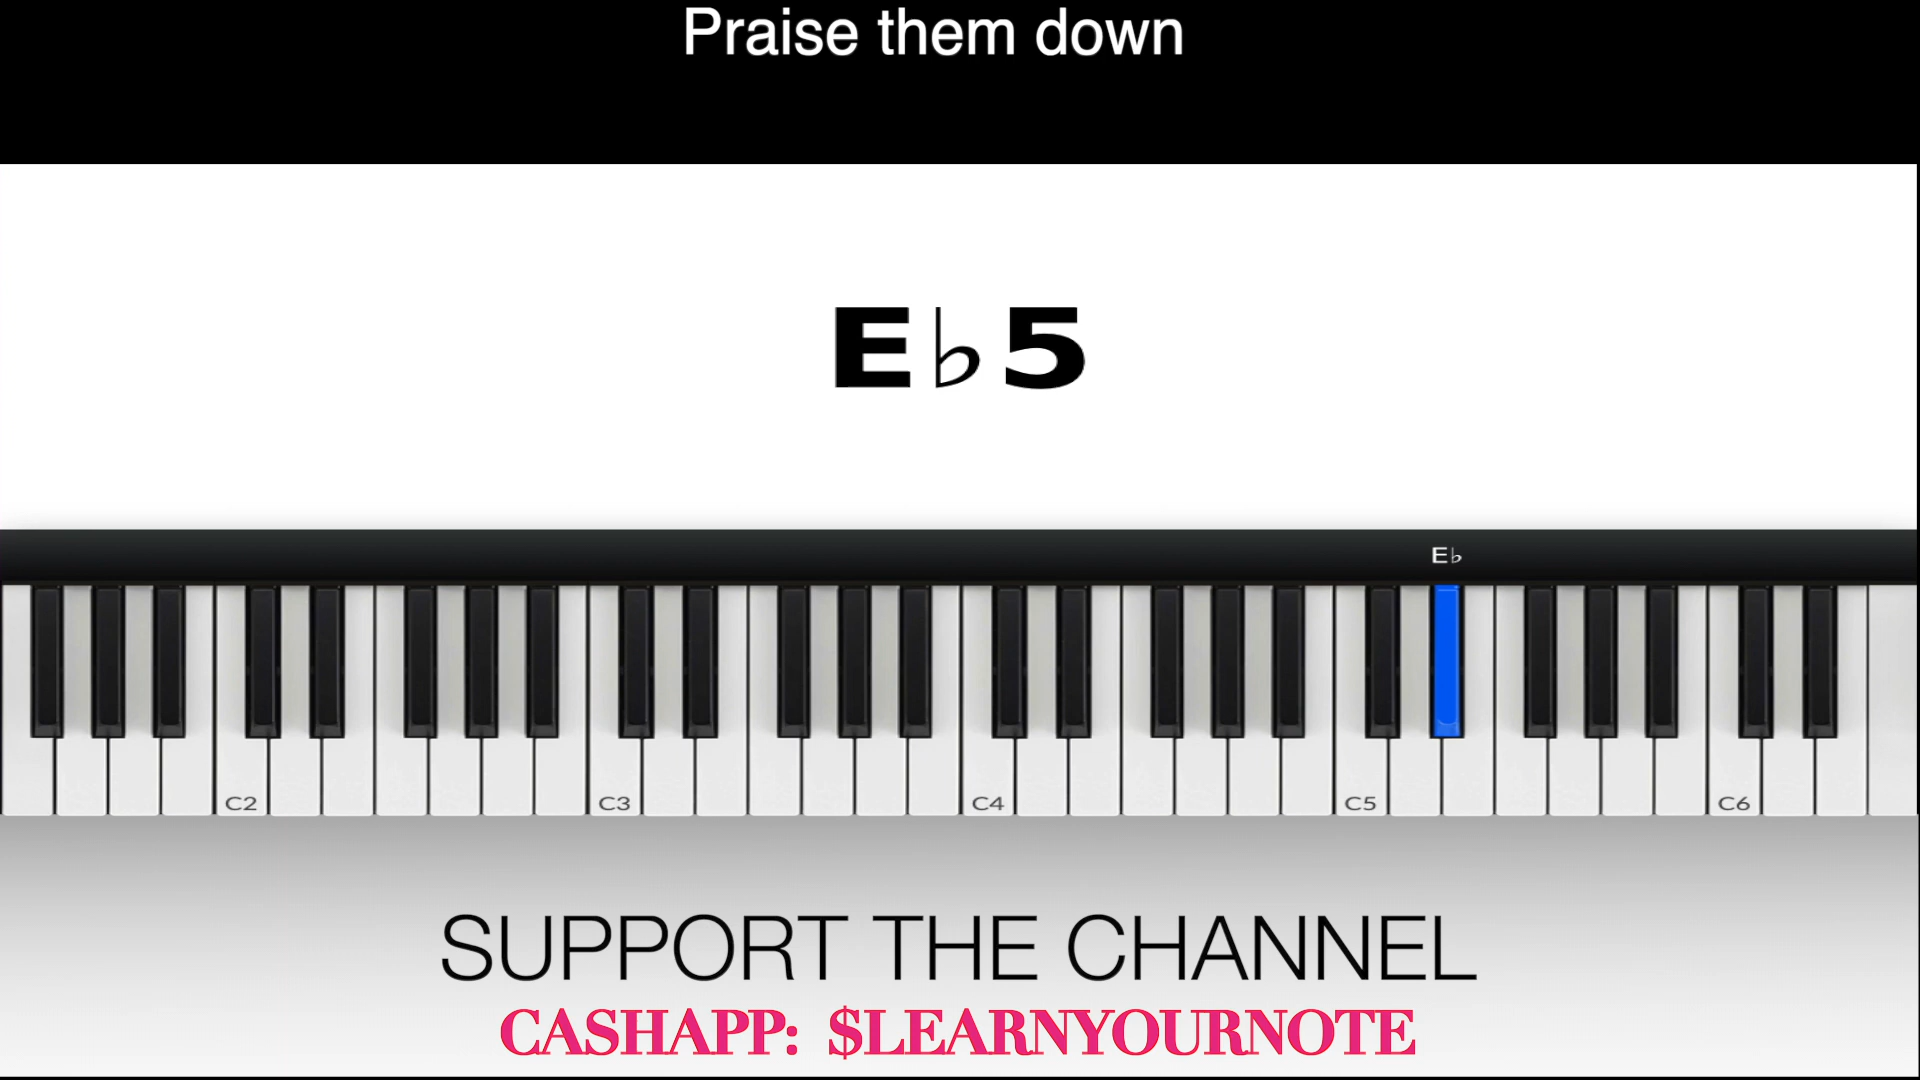 Praise them down
E♭5
E♭
C2 C3 C4 C5 C6
SUPPORT THE CHANNEL
CASHAPP: $LEARNYOURNOTE